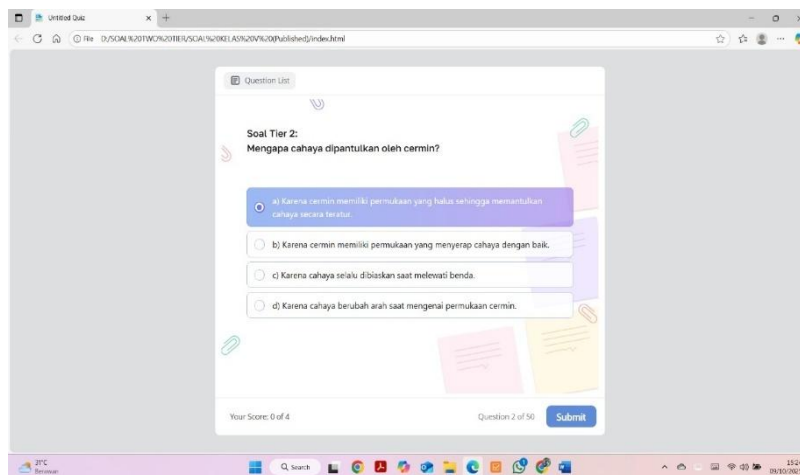 Untitled Quiz
File D:/SOAL%20TWO%20TIER/SOAL%20KELAS%20V%20(Published)/index.html
Question List
Soal Tier 2:
Mengapa cahaya dipantulkan oleh cermin?
a) Karena cermin memiliki permukaan yang halus sehingga memantulkan
cahaya secara teratur.
b) Karena cermin memiliki permukaan yang menyerap cahaya dengan baik.
c) Karena cahaya selalu dibiaskan saat melewati benda.
d) Karena cahaya berubah arah saat mengenai permukaan cermin.
Your Score: 0 of 4
Question 2 of 50
Submit
31°C
Berawan
Search